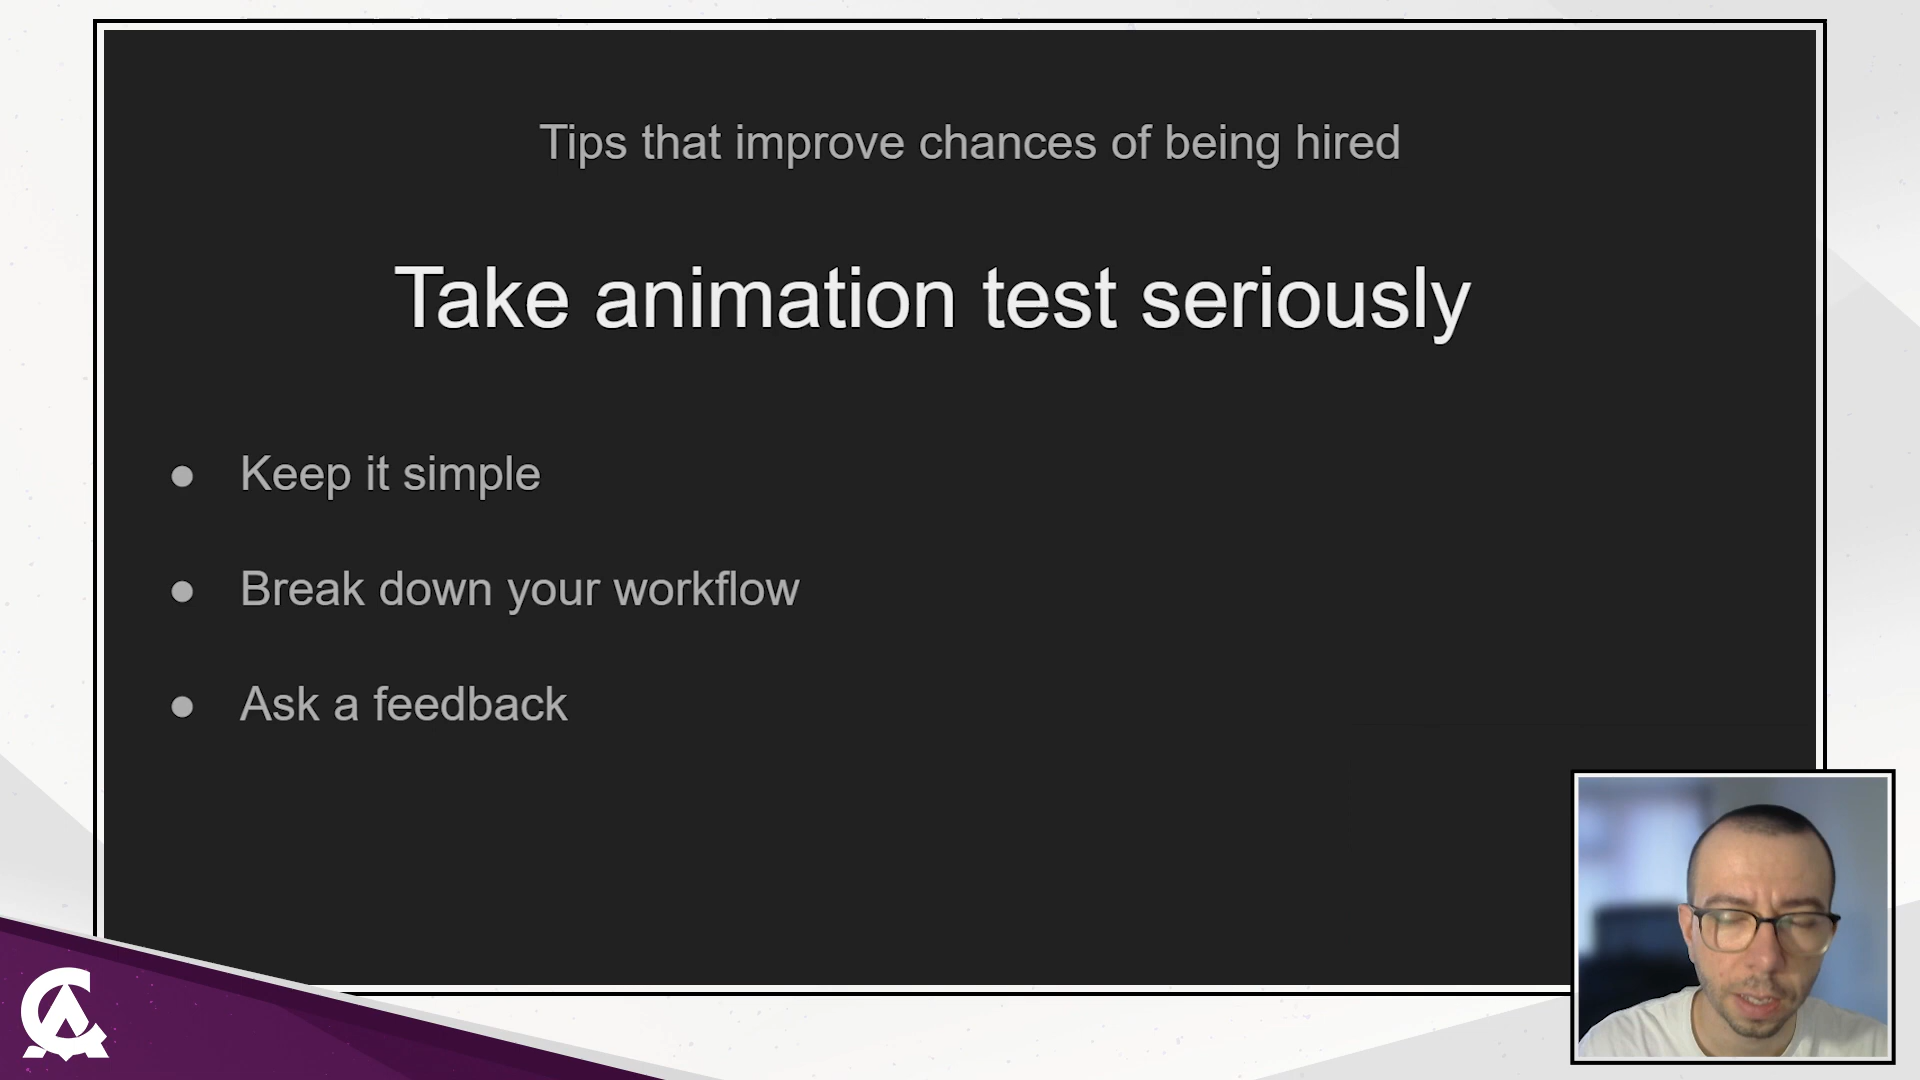 Tips that improve chances of being hired
Take animation test seriously
● Keep it simple
● Break down your workflow
● Ask a feedback